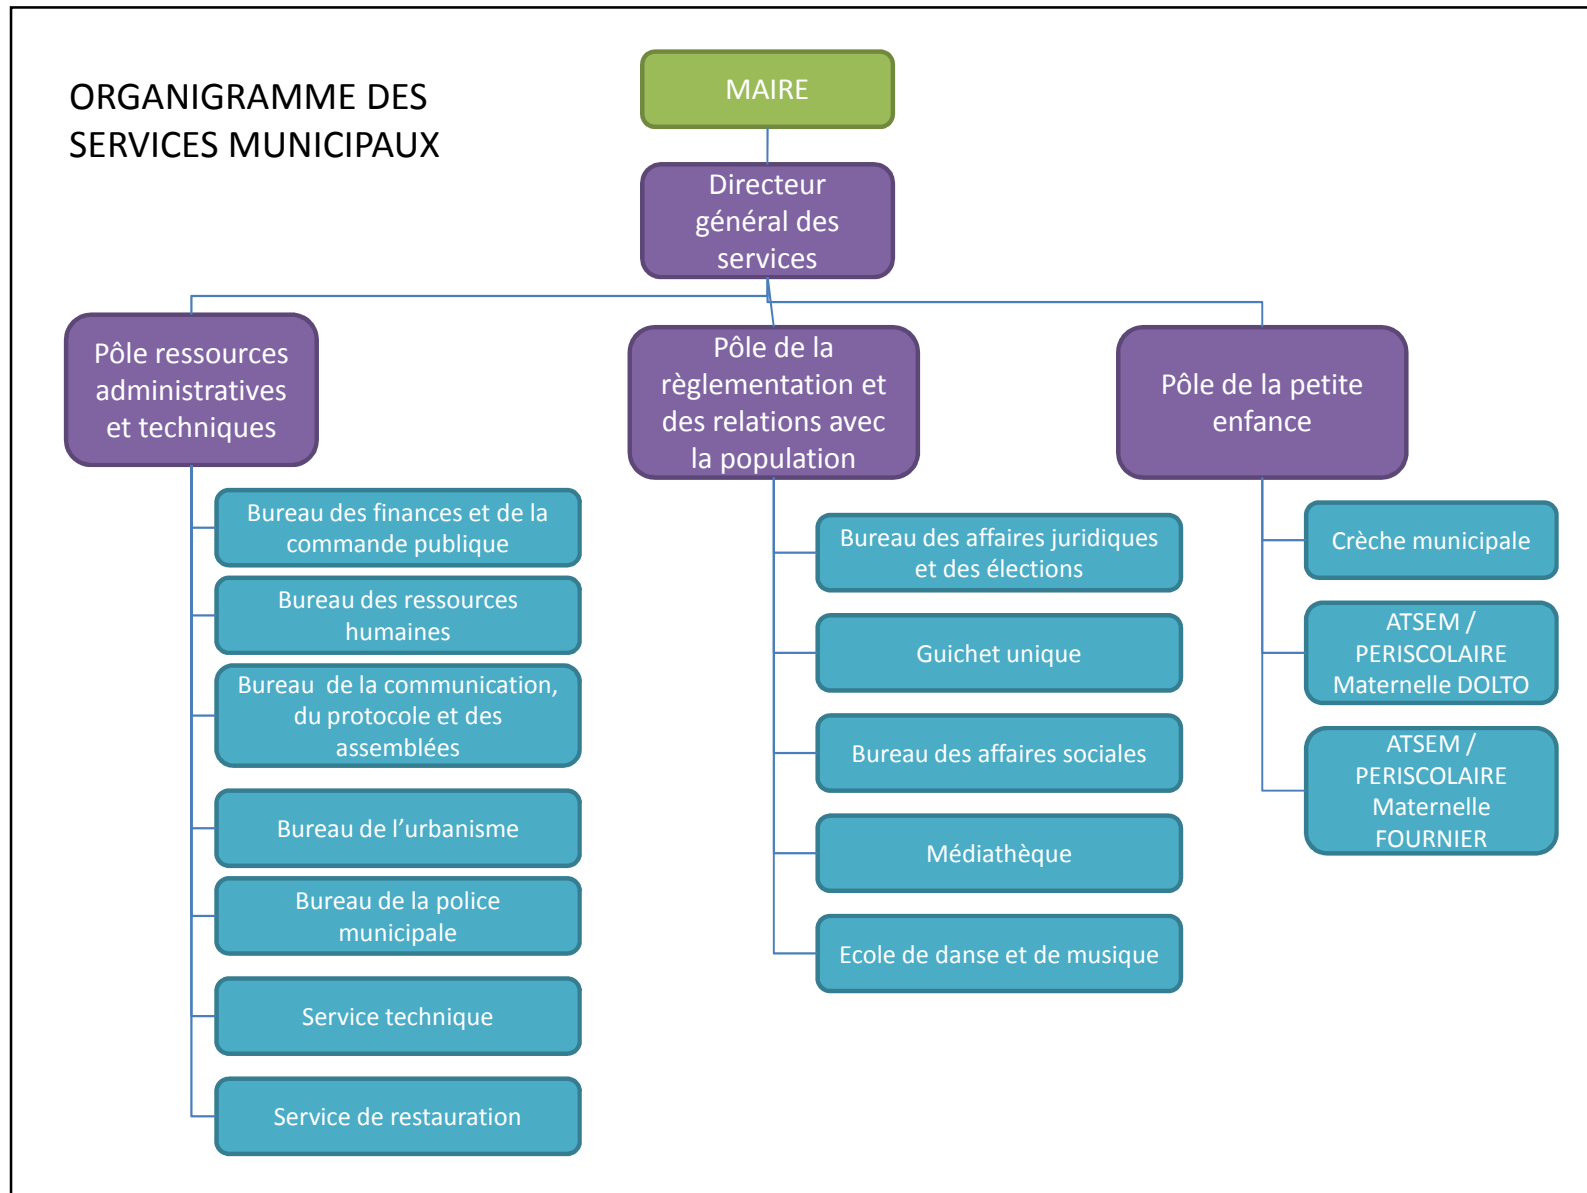 ORGANIGRAMME DES
SERVICES MUNICIPAUX
MAIRE
Directeur
général des
services
Pôle ressources
administratives
et techniques
Bureau des finances et de la
commande publique
Bureau des ressources
humaines
Bureau  de la communication,
du protocole et des
assemblées
Bureau de l’urbanisme
Bureau de la police
municipale
Service technique
Service de restauration
Pôle de la
règlementation et
des relations avec
la population
Bureau des affaires juridiques
et des élections
Guichet unique
Bureau des affaires sociales
Médiathèque
Ecole de danse et de musique
Pôle de la petite
enfance
Crèche municipale
ATSEM /
PERISCOLAIRE
Maternelle DOLTO
ATSEM /
PERISCOLAIRE
Maternelle
FOURNIER